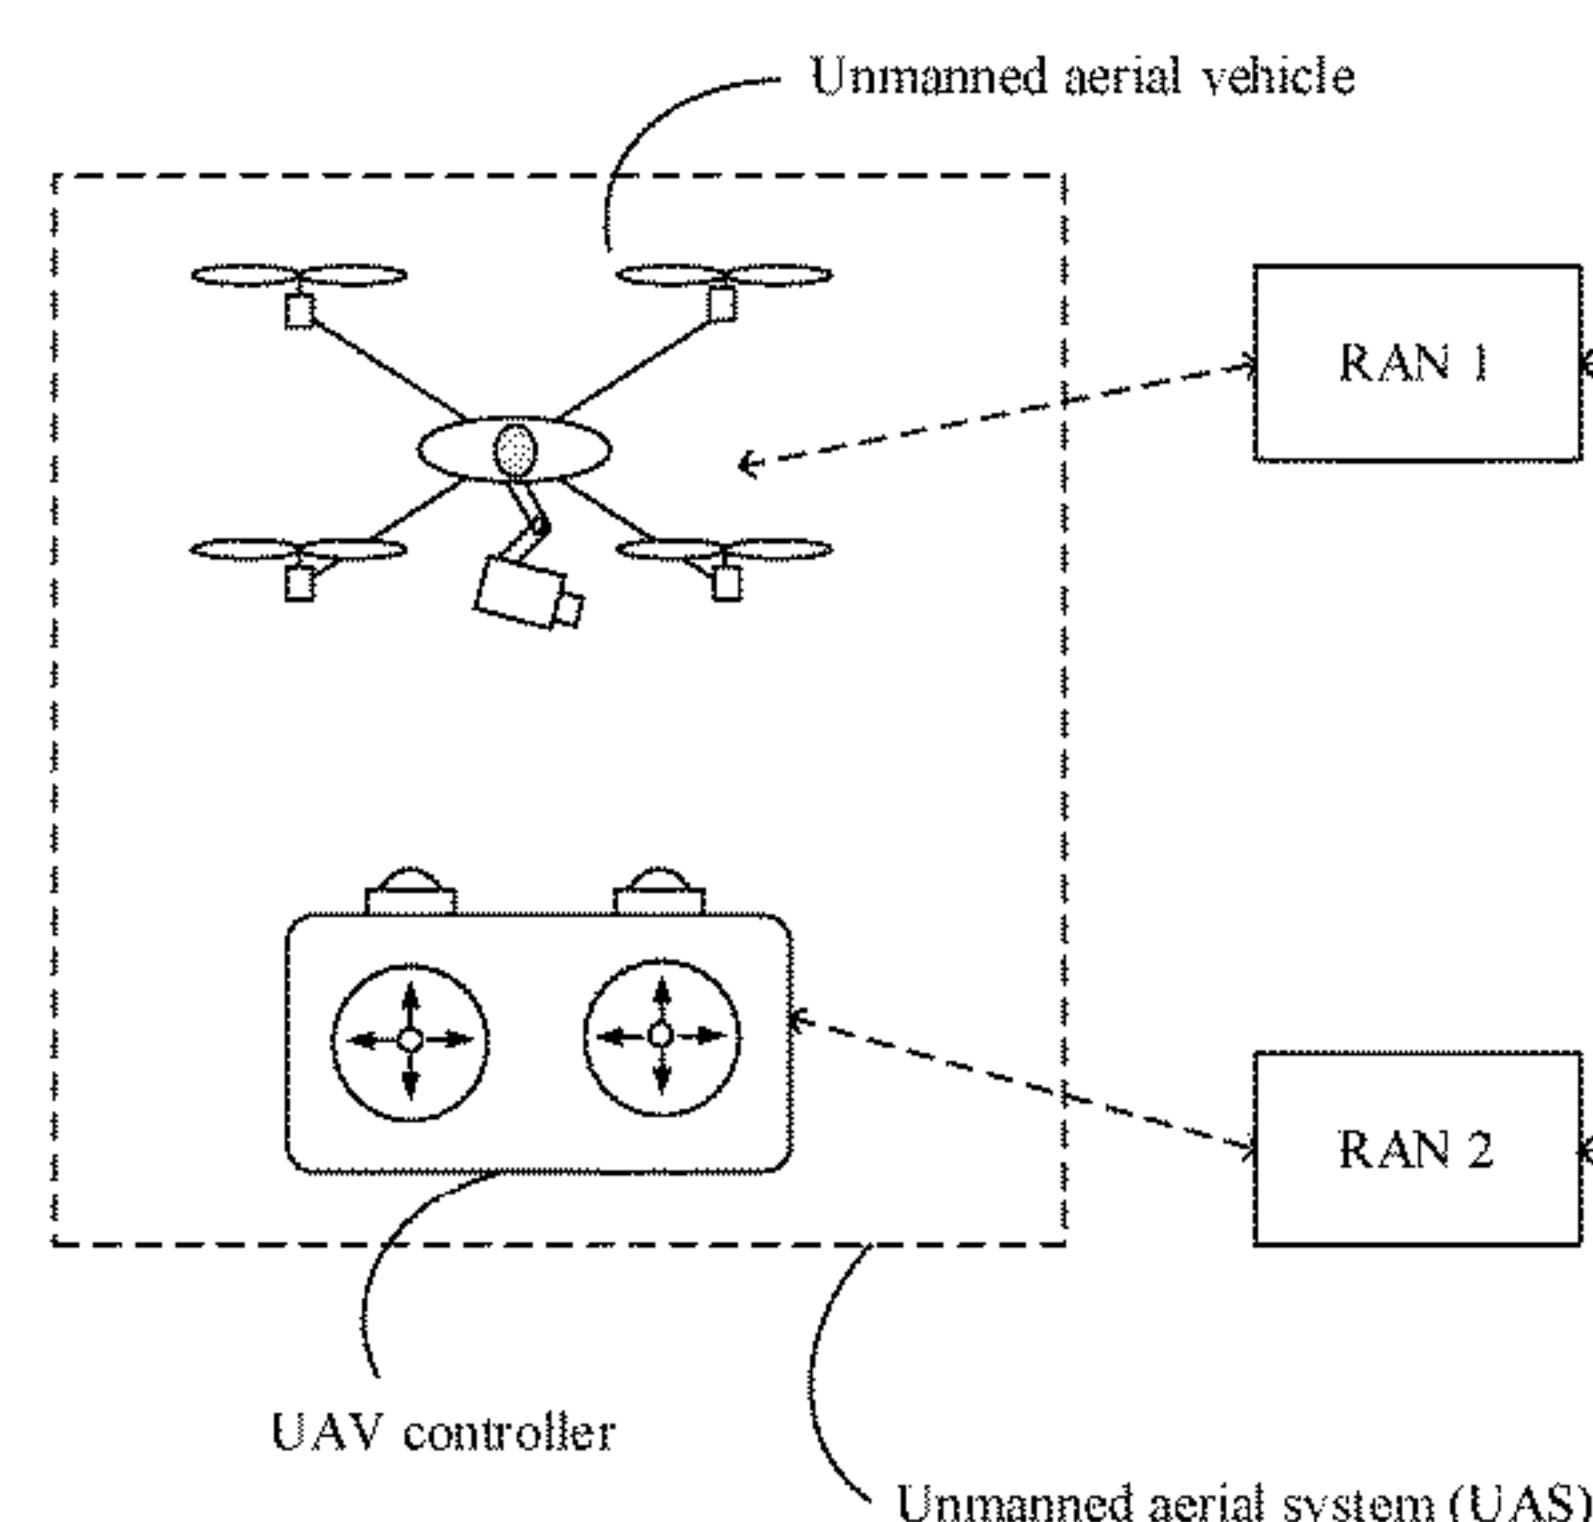 Unmanned aerial vehicle
RAN 1
RAN 2
UAV controller
Unmanned aerial system (UAS)